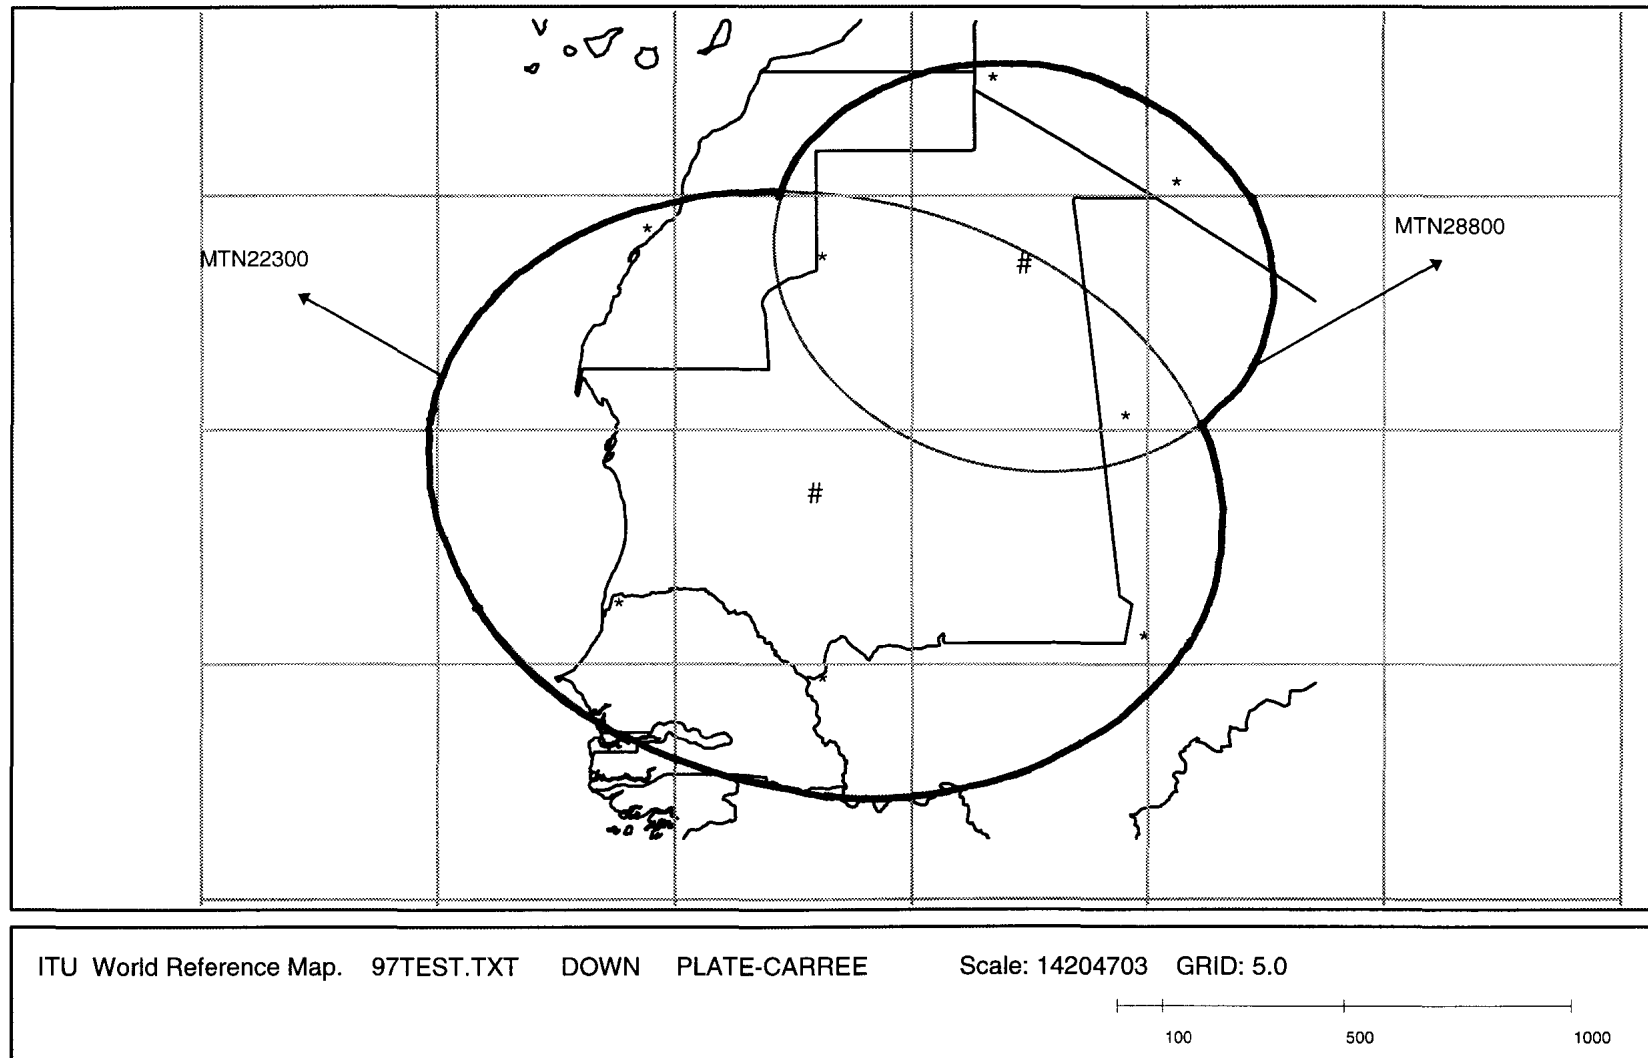 MTN28800
MTN22300
ITU World Reference Map. 97TEST.TXT DOWN PLATE-CARREE Scale: 14204703 GRID: 5.0
100 500 1000